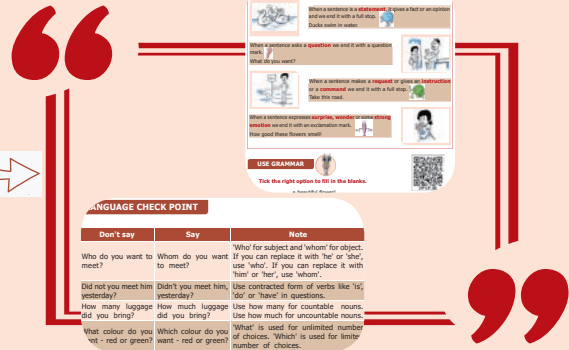 When a sentence is a statement, it gives a fact or an opinion
and we end it with a full stop.
Ducks swim in water.
When a sentence asks a question we end it with a question
mark.
What do you want?
When a sentence makes a request or gives an instruction
or a command we end it with a full stop.
Take this road.
When a sentence expresses surprise, wonder or some strong
emotion we end it with an exclamation mark.
How good these flowers smell!
USE GRAMMAR
Tick the right option to fill in the blanks.
a beautiful flower!
ANGUAGE CHECK POINT
Don't say Say Note
Who do you want to meet? Whom do you want to meet? 'Who' for subject and 'whom' for object.
If you can replace it with 'he' or 'she',
use 'who'. If you can replace it with
'him' or 'her', use 'whom'.
Did not you meet him yesterday? Didn't you meet him, yesterday? Use contracted form of verbs like 'is',
'do' or 'have' in questions.
How many luggage did you bring? How much luggage did you bring? Use how many for countable nouns.
Use how much for uncountable nouns.
What colour do you want - red or green? Which colour do you want - red or green? 'What' is used for unlimited number
of choices. 'Which' is used for limite
number of choices.